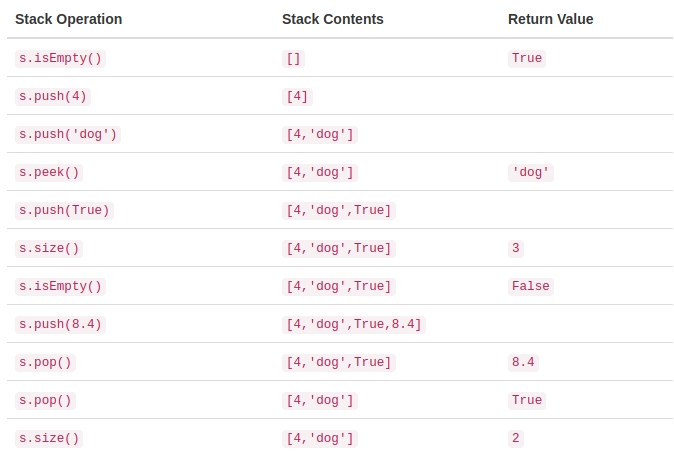 Stack Operation Stack Contents Return Value
s.isEmpty() [] True
s.push(4) [4]
s.push('dog') [4,'dog']
s.peek() [4,'dog'] 'dog'
s.push(True) [4,'dog',True]
s.size() [4,'dog',True] 3
s.isEmpty() [4,'dog',True] False
s.push(8.4) [4,'dog',True,8.4]
s.pop() [4,'dog',True] 8.4
s.pop() [4,'dog'] True
s.size() [4,'dog'] 2